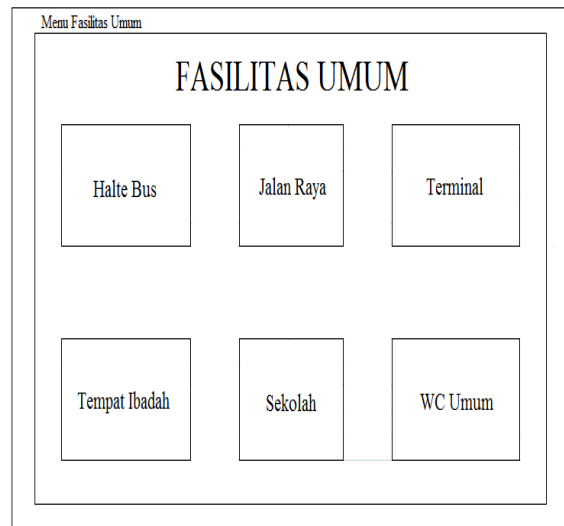 Menu Fasilitas Umum
FASILITAS UMUM
Halte Bus
Jalan Raya
Terminal
Tempat Ibadah
Sekolah
WC Umum